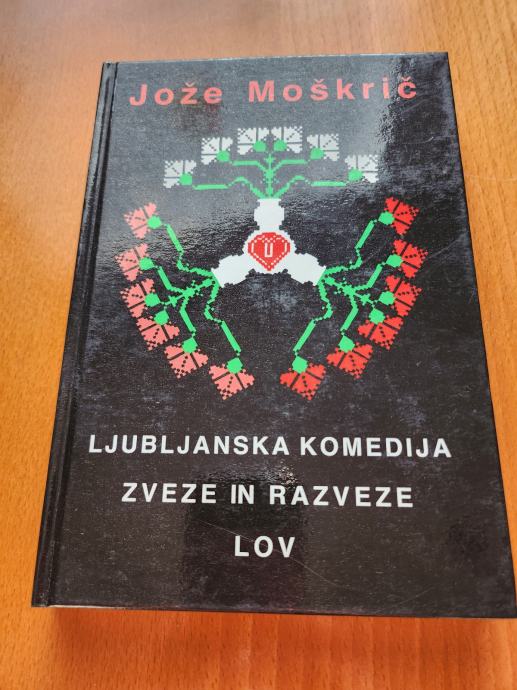 Jože Moškrič
U
LJUBLJANSKA KOMEDIJA
ZVEZE IN RAZVEZE
LOV